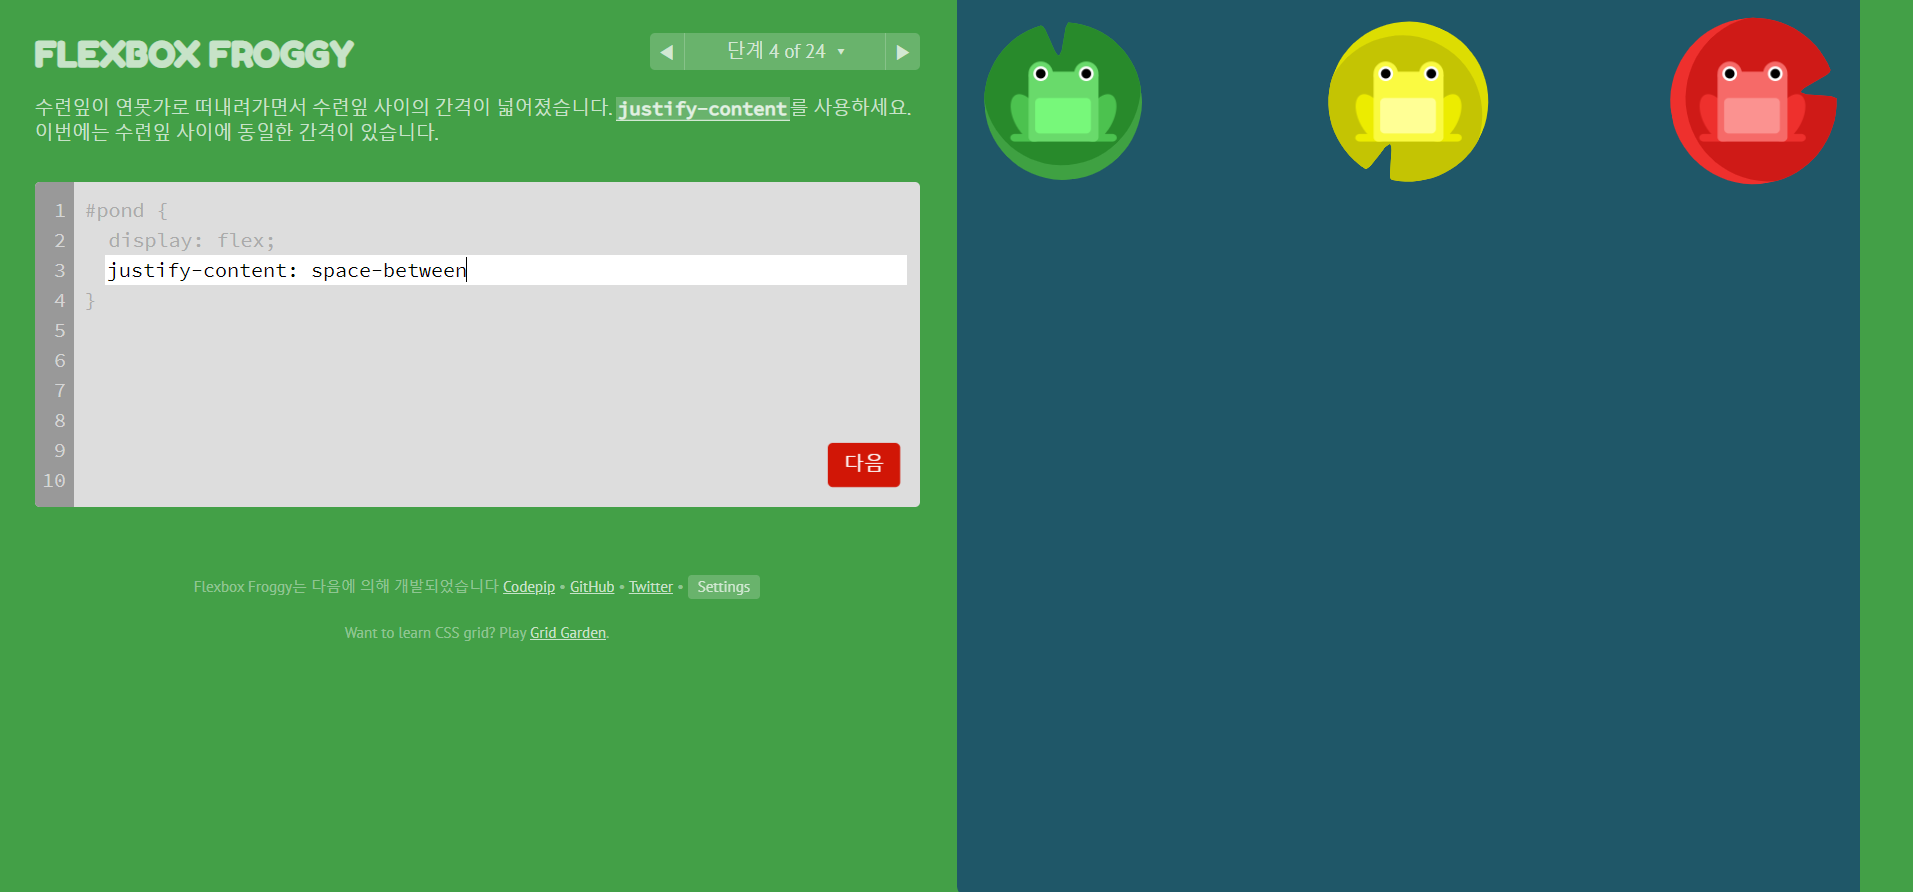 FLEXBOX FROGGY
◀ 단계 4 of 24 ▾ ▶
수련잎이 연못가로 떠내려가면서 수련잎 사이의 간격이 넓어졌습니다. justify-content를 사용하세요.
이번에는 수련잎 사이에 동일한 간격이 있습니다.
1 #pond {
2 display: flex;
3 justify-content: space-between
4 }
5
6
7
8
9
10
다음
Flexbox Froggy는 다음에 의해 개발되었습니다 Codepip • GitHub • Twitter • Settings
Want to learn CSS grid? Play Grid Garden.